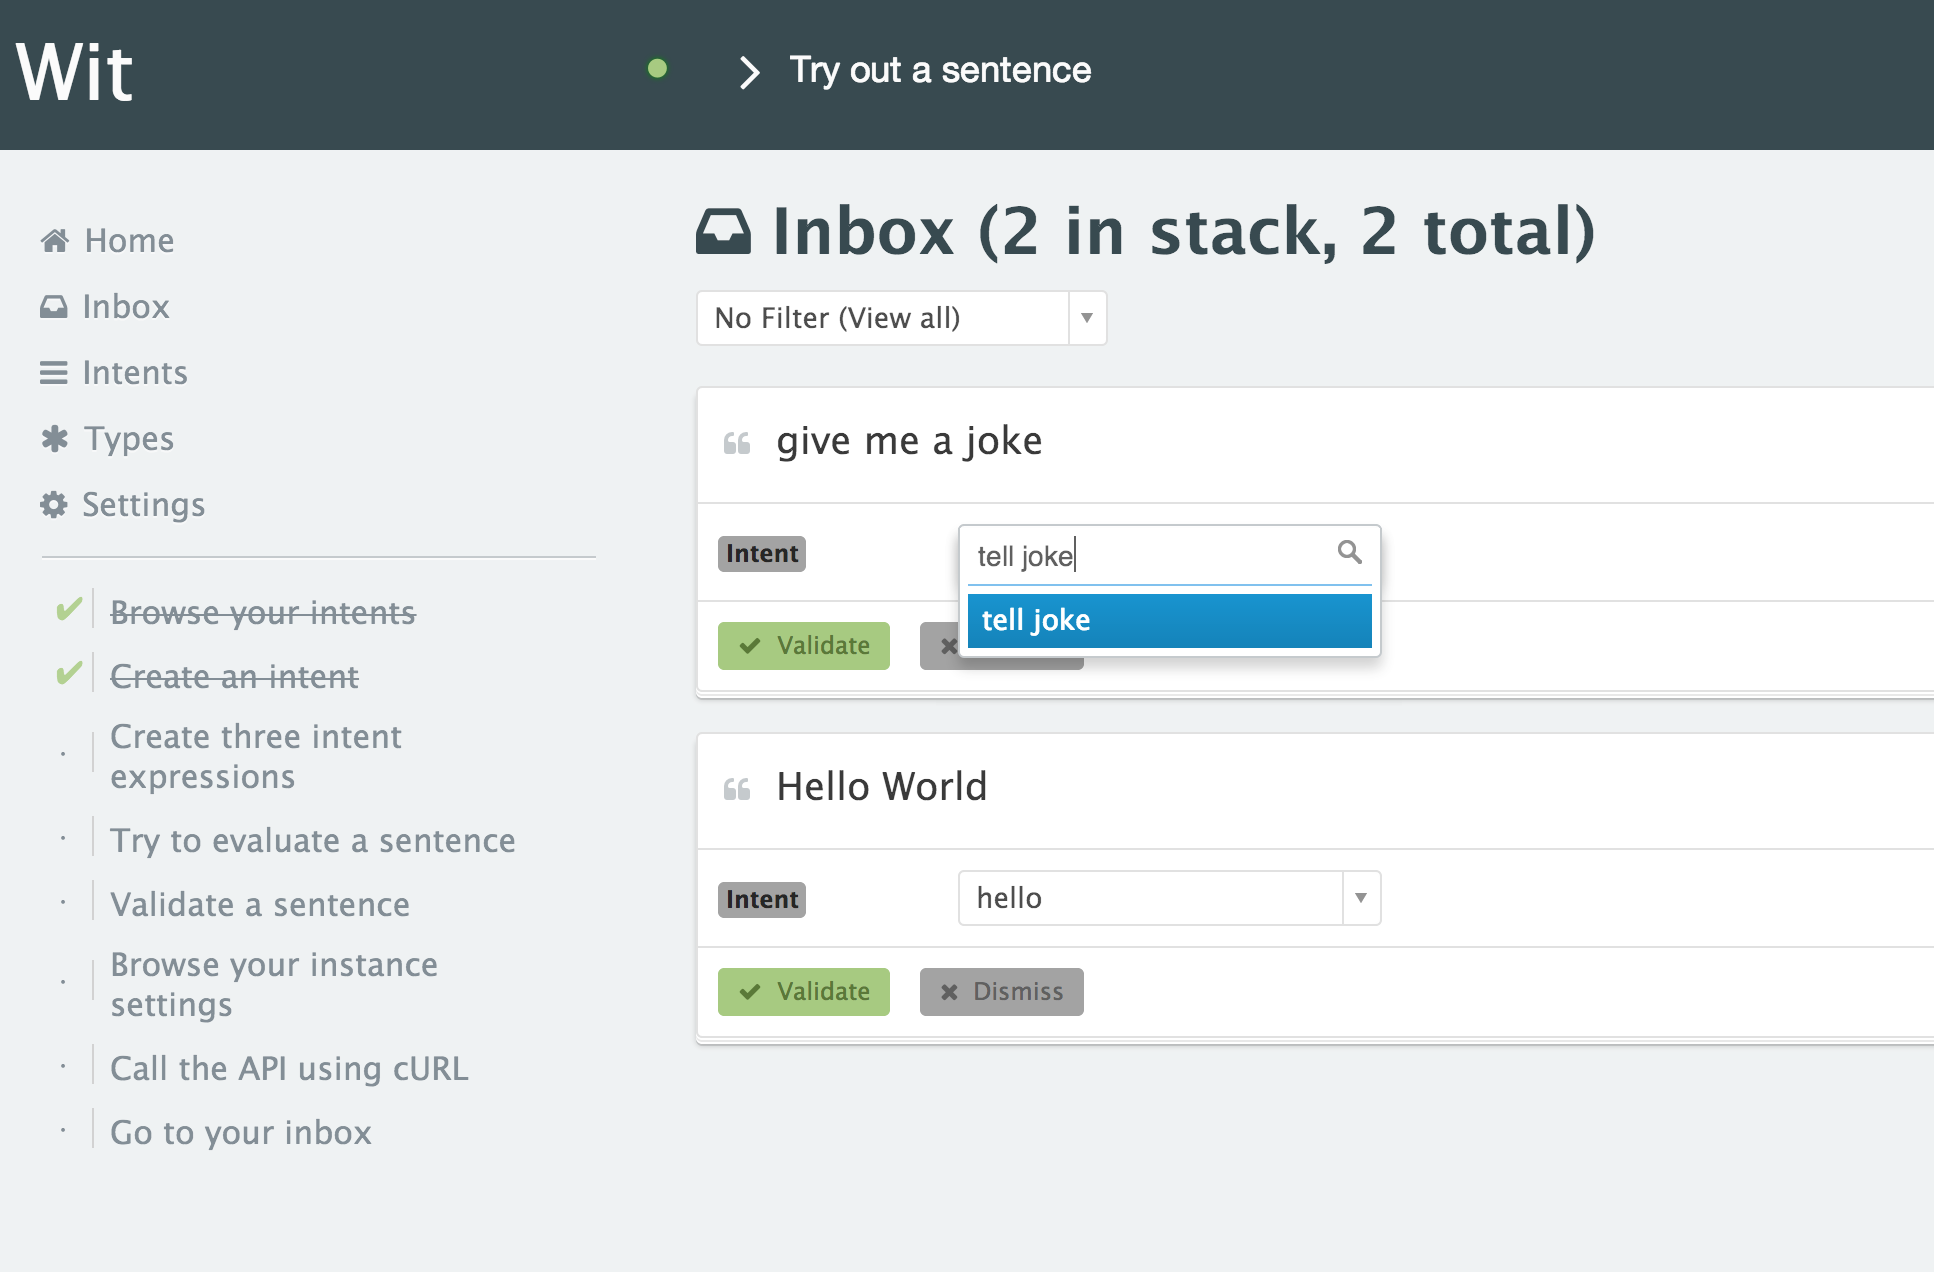 Wit
Try out a sentence
Home
Inbox
Intents
Types
Settings
Browse your intents
Create an intent
Create three intent
expressions
Try to evaluate a sentence
Validate a sentence
Browse your instance
settings
Call the API using cURL
Go to your inbox
Inbox (2 in stack, 2 total)
No Filter (View all)
give me a joke
Intent
tell joke
tell joke
Validate
Hello World
Intent
hello
Validate
Dismiss